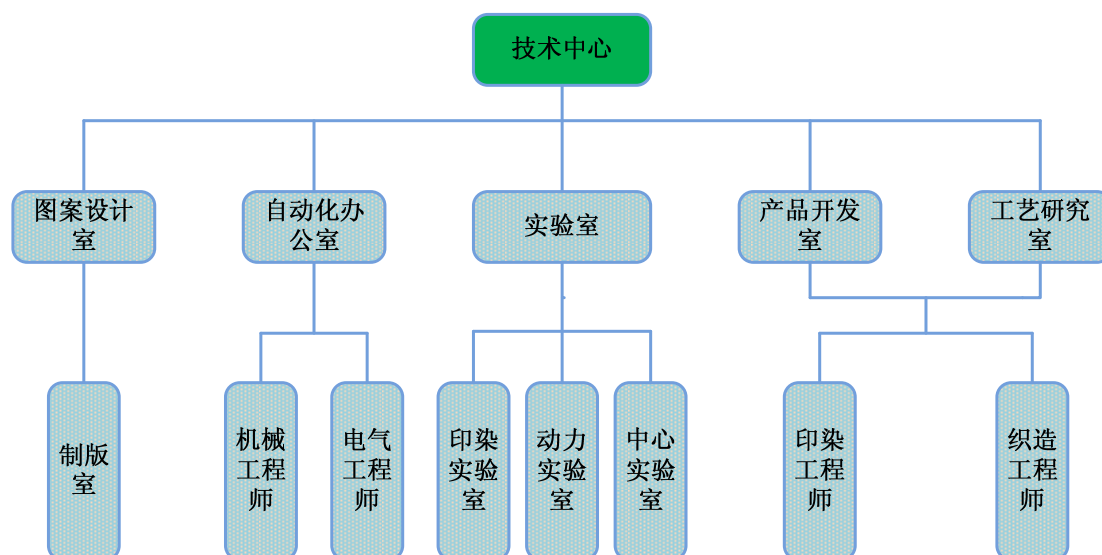 技术中心
图案设计
室
自动化办
公室
实验室
产品开发
室
工艺研究
室
制版
室
机械
工程
师
电气
工程
师
印染
实验
室
动力
实验
室
中心
实验
室
印染
工程
师
织造
工程
师